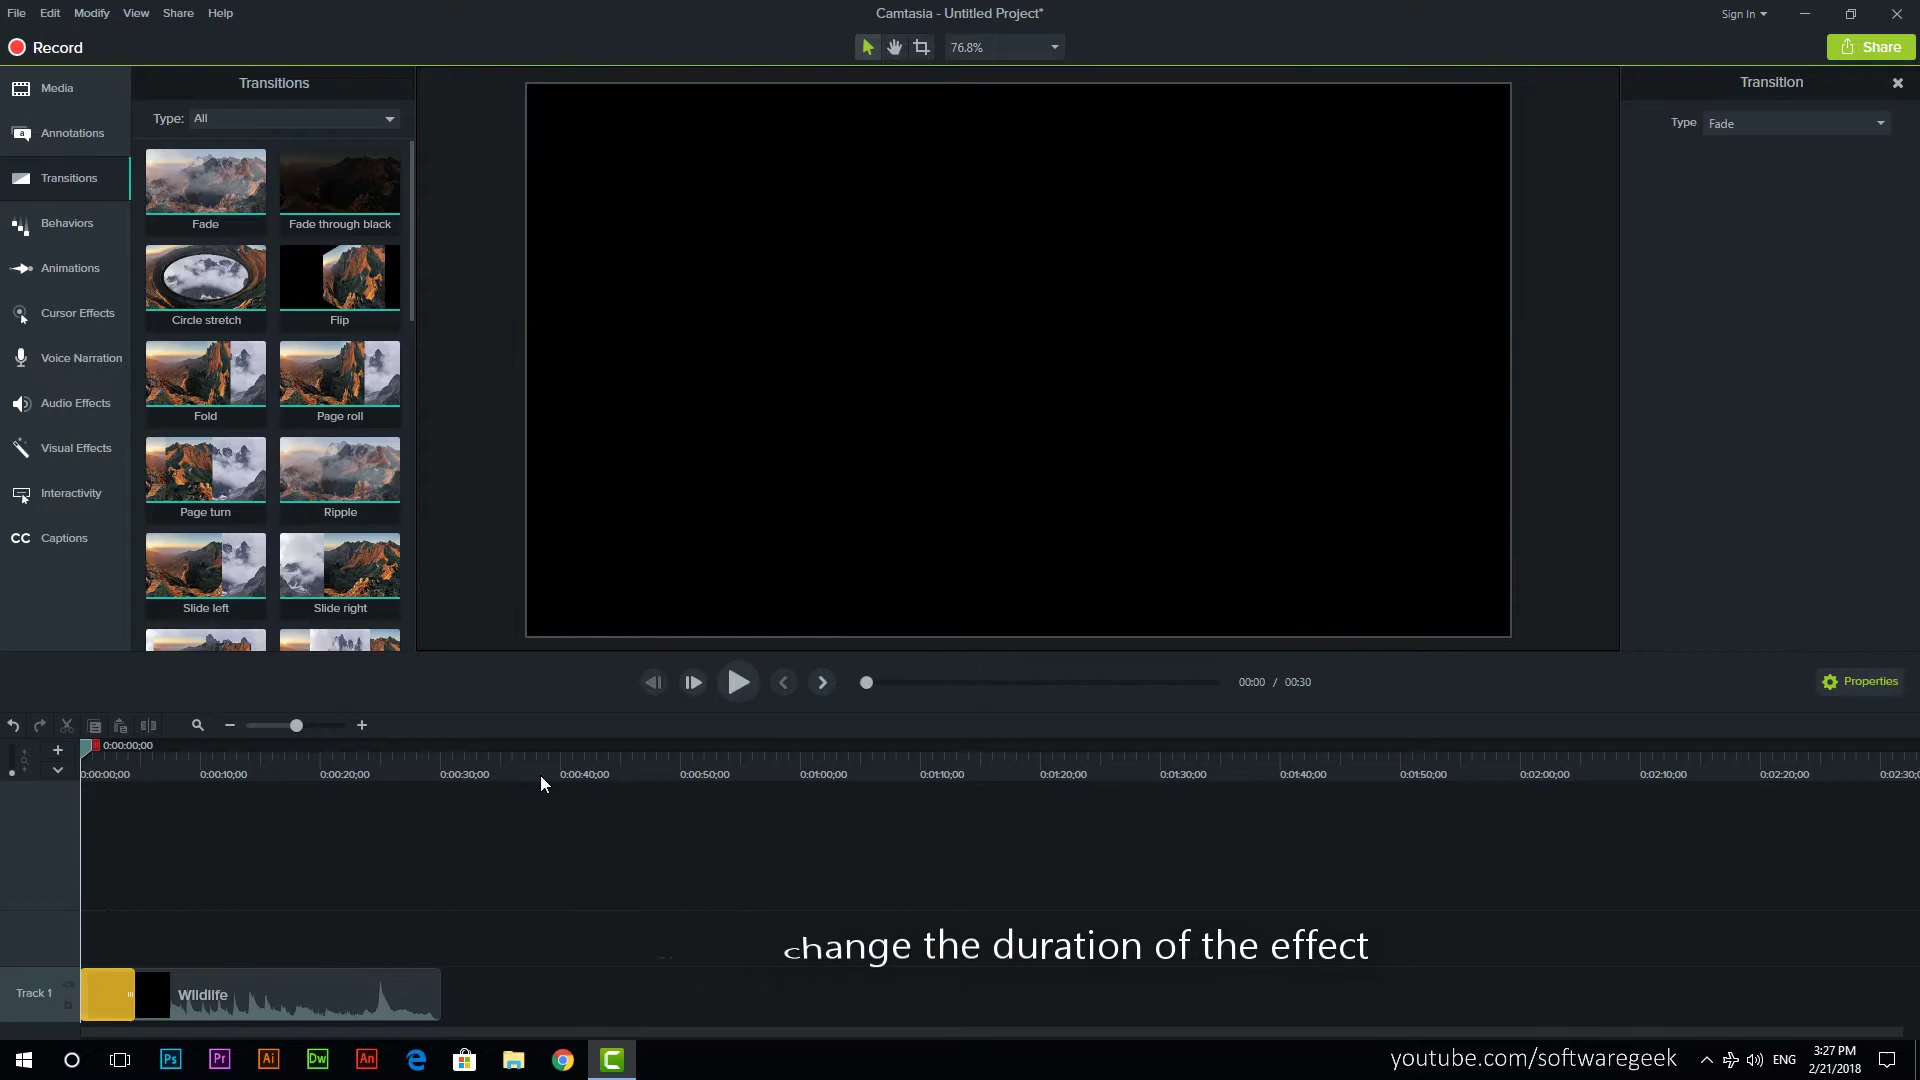 File Edit Modify View Share Help
Camtasia - Untitled Project*
Sign In
Record
76.8%
Share
Media
Annotations
Transitions
Behaviors
Animations
Cursor Effects
Voice Narration
Audio Effects
Visual Effects
Interactivity
CC Captions
Transitions
Type: All
Fade Fade through black
Circle stretch Flip
Fold Page roll
Page turn Ripple
Slide left Slide right
Transition
Type Fade
00:00 / 00:30
Properties
0:00:00;00
0:00:00;00 0:00:10;00 0:00:20;00 0:00:30;00 0:00:40;00 0:00:50;00 0:01:00;00 0:01:10;00 0:01:20;00 0:01:30;00 0:01:40;00 0:01:50;00 0:02:00;00 0:02:10;00 0:02:20;00
change the duration of the effect
Track 1
Wildlife
Ps Pr Ai Dw An
youtube.com/softwaregeek
ENG
3:27 PM
2/21/2018